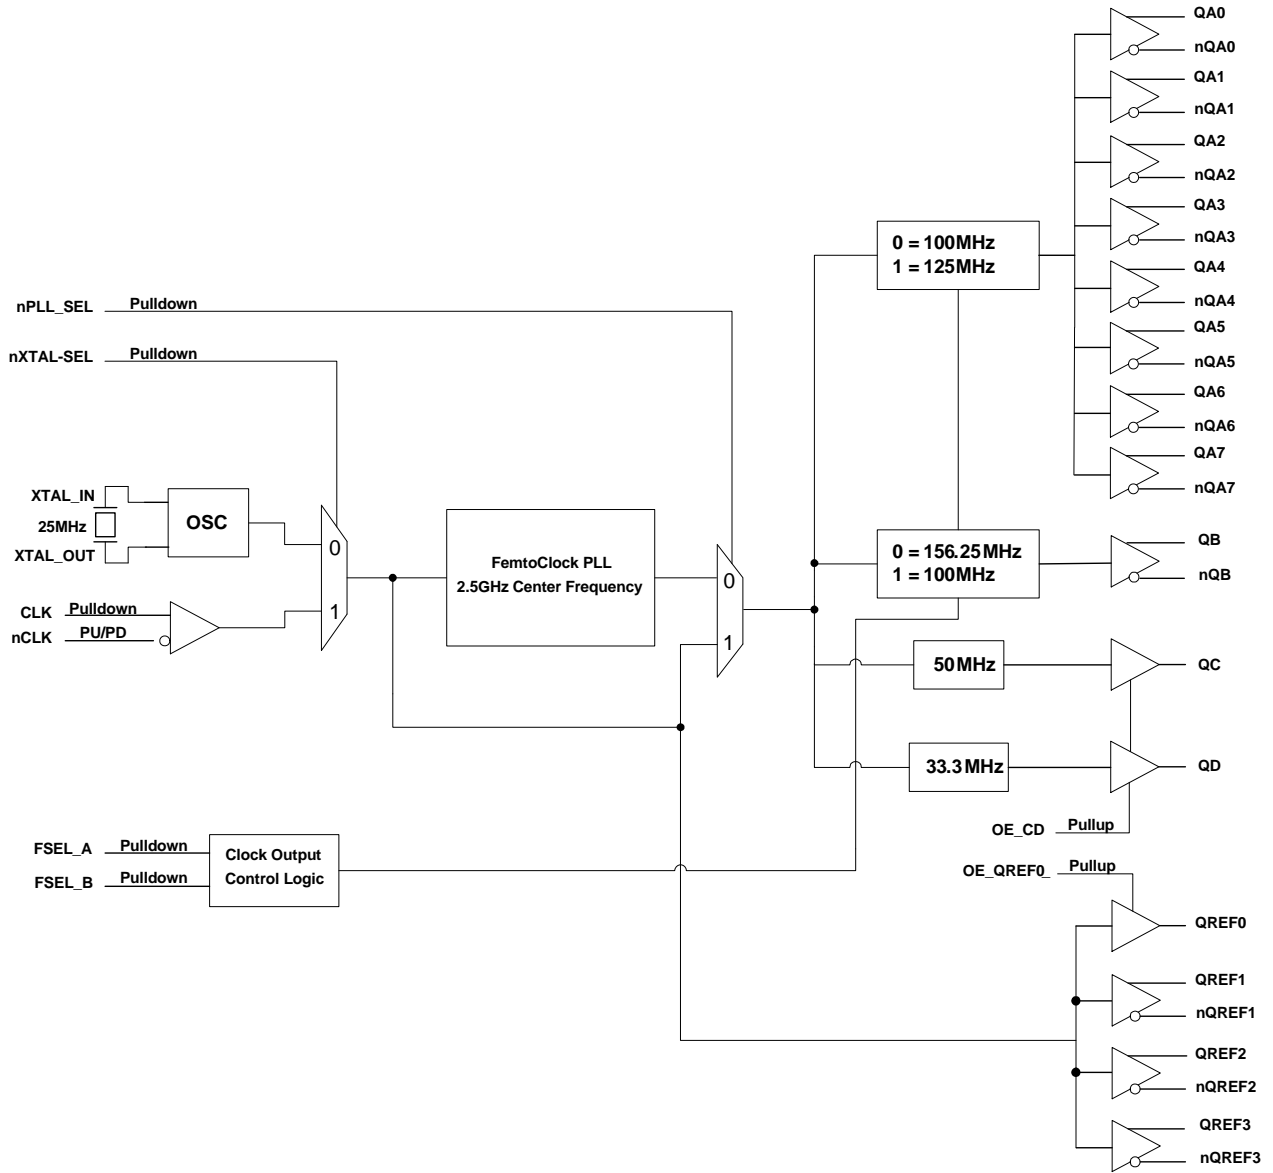 QA0
nQA0
QA1
nQA1
QA2
nQA2
QA3
nQA3
QA4
nQA4
QA5
nQA5
QA6
nQA6
QA7
nQA7
0 = 100MHz
1 = 125MHz
nPLL_SEL
Pulldown
nXTAL-SEL
Pulldown
XTAL_IN
25MHz
XTAL_OUT
OSC
0
1
CLK
Pulldown
nCLK
PU/PD
FemtoClock PLL
2.5GHz Center Frequency
0
1
0 = 156.25MHz
1 = 100MHz
QB
nQB
50MHz
QC
33.3MHz
QD
OE_CD
Pullup
FSEL_A
Pulldown
FSEL_B
Pulldown
Clock Output
Control Logic
OE_QREF0_
Pullup
QREF0
QREF1
nQREF1
QREF2
nQREF2
QREF3
nQREF3